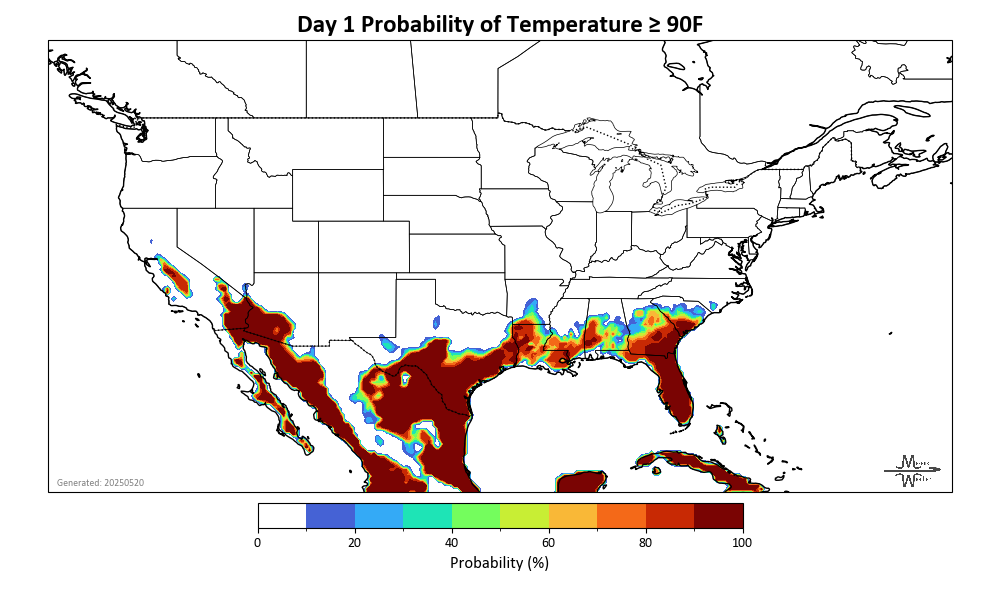 Day 1 Probability of Temperature ≥ 90F
Generated: 20250520
0 20 40 60 80 100
Probability (%)